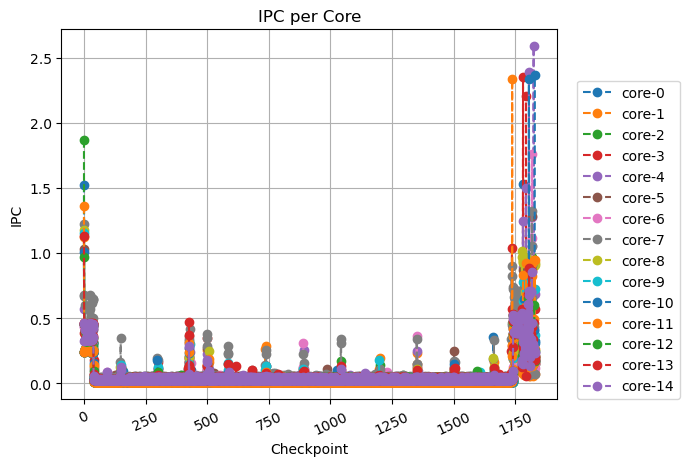 IPC per Core
IPC
2.5
2.0
1.5
1.0
0.5
0.0
0
250
500
750
1000
1250
1500
1750
Checkpoint
core-0
core-1
core-2
core-3
core-4
core-5
core-6
core-7
core-8
core-9
core-10
core-11
core-12
core-13
core-14